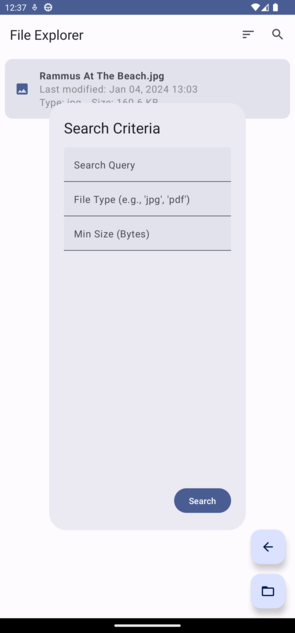 12:37
File Explorer
Rammus At The Beach.jpg
Last modified: Jan 04, 2024 13:03
Type: jpg Size: 160.6 KB
Search Criteria
Search Query
File Type (e.g., 'jpg', 'pdf')
Min Size (Bytes)
Search